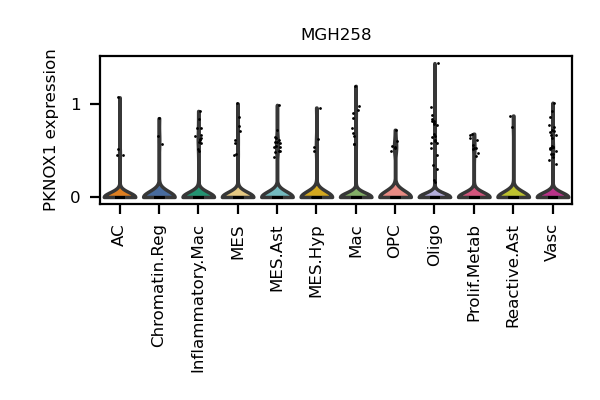 MGH258
PKNOX1 expression
1
0
AC
Chromatin.Reg
Inflammatory.Mac
MES
MES.Ast
MES.Hyp
Mac
OPC
Oligo
Prolif.Metab
Reactive.Ast
Vasc